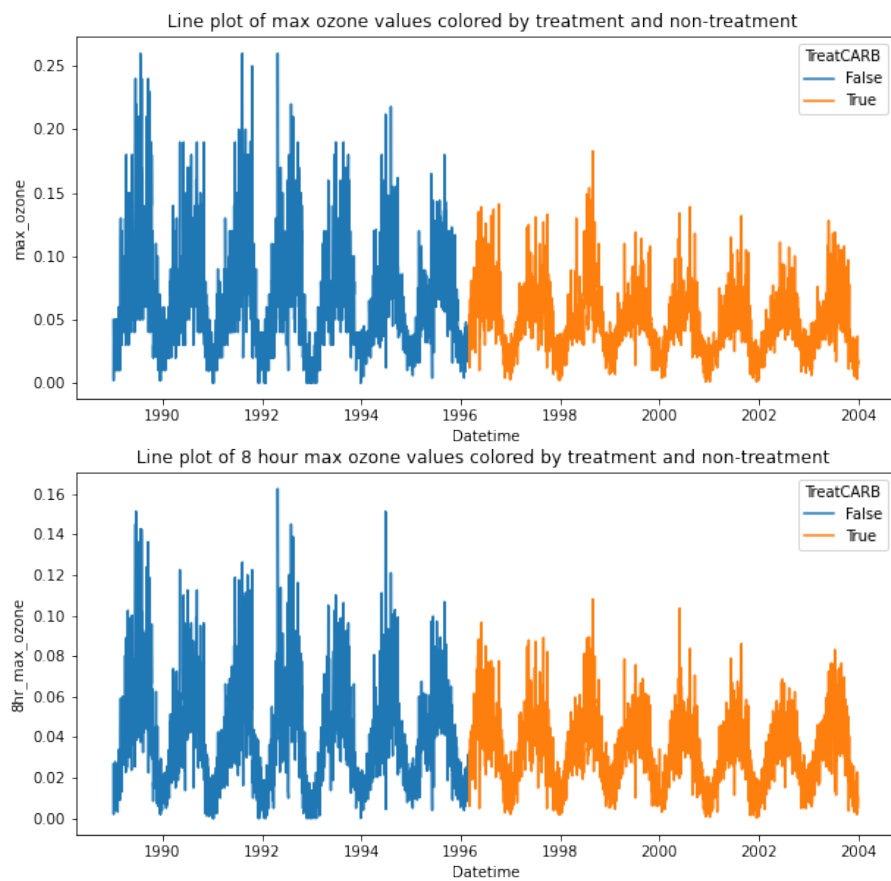 Line plot of max ozone values colored by treatment and non-treatment
TreatCARB
False
True
0.25
0.20
0.15
0.10
0.05
0.00
max_ozone
1990 1992 1994 1996 1998 2000 2002 2004
Datetime
Line plot of 8 hour max ozone values colored by treatment and non-treatment
TreatCARB
False
True
0.16
0.14
0.12
0.10
0.08
0.06
0.04
0.02
0.00
8hr_max_ozone
1990 1992 1994 1996 1998 2000 2002 2004
Datetime